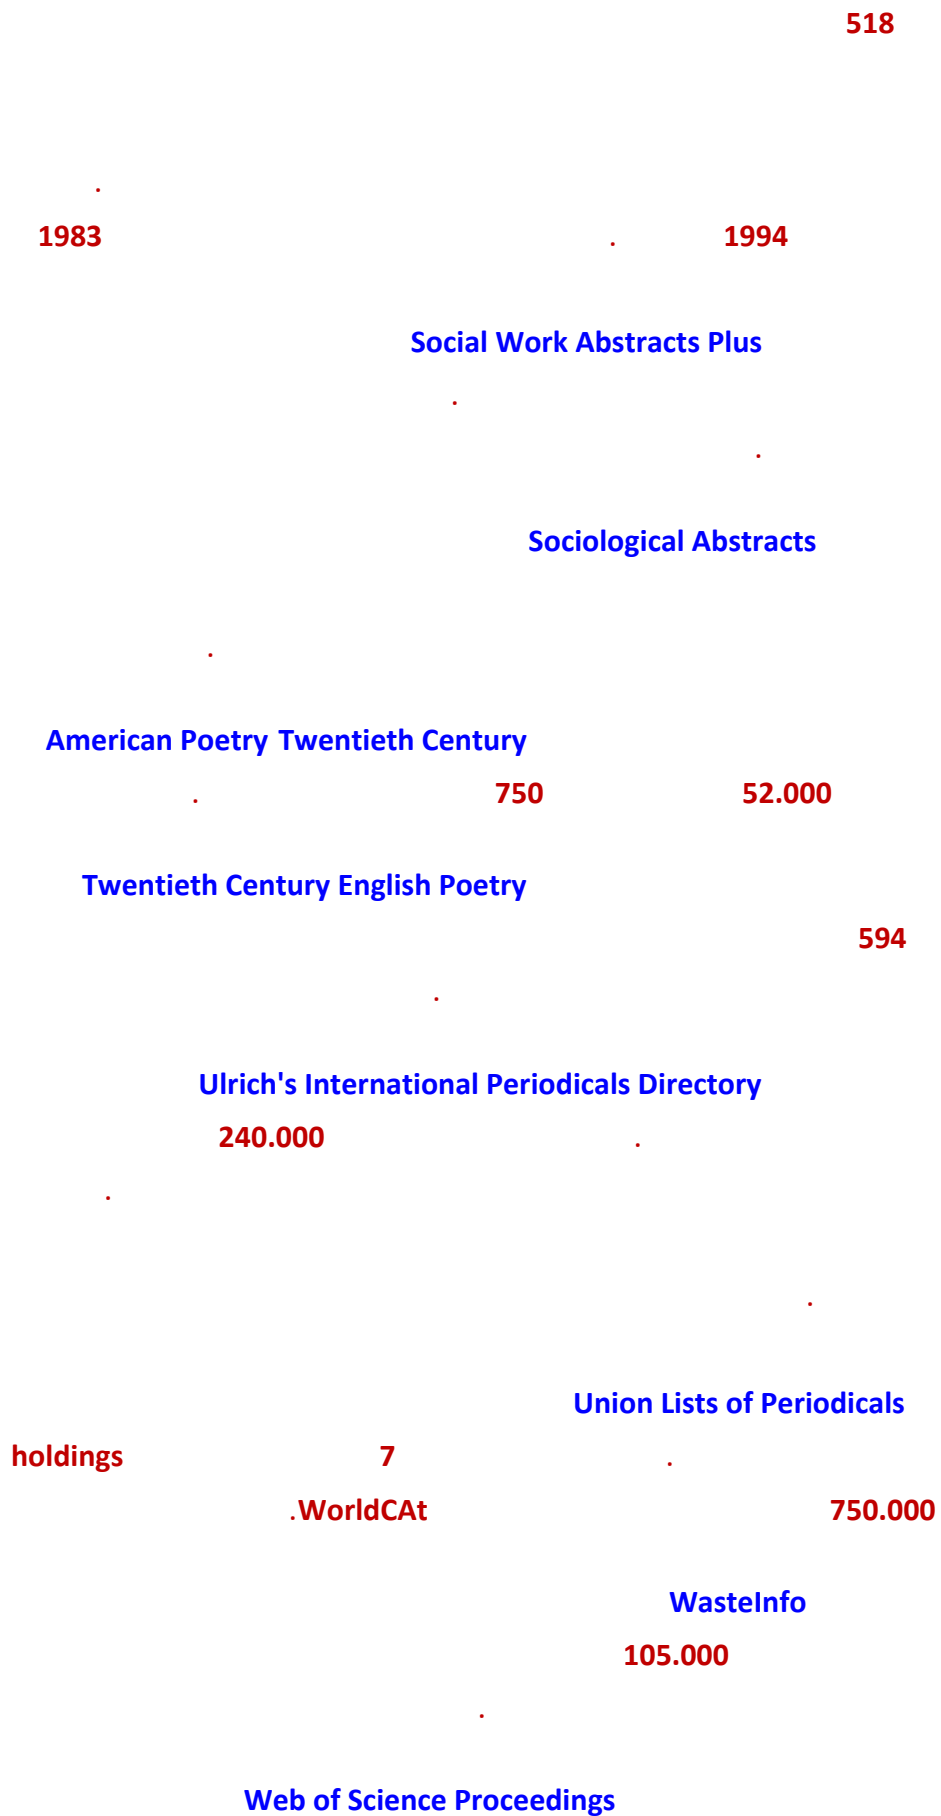 518
.
1983 . 1994
Social Work Abstracts Plus
.
.
Sociological Abstracts
.
American Poetry Twentieth Century
. 750 52.000
Twentieth Century English Poetry
594
.
Ulrich's International Periodicals Directory
240.000 .
.
.
Union Lists of Periodicals
holdings 7 .
.WorldCAt 750.000
WasteInfo
105.000
.
Web of Science Proceedings